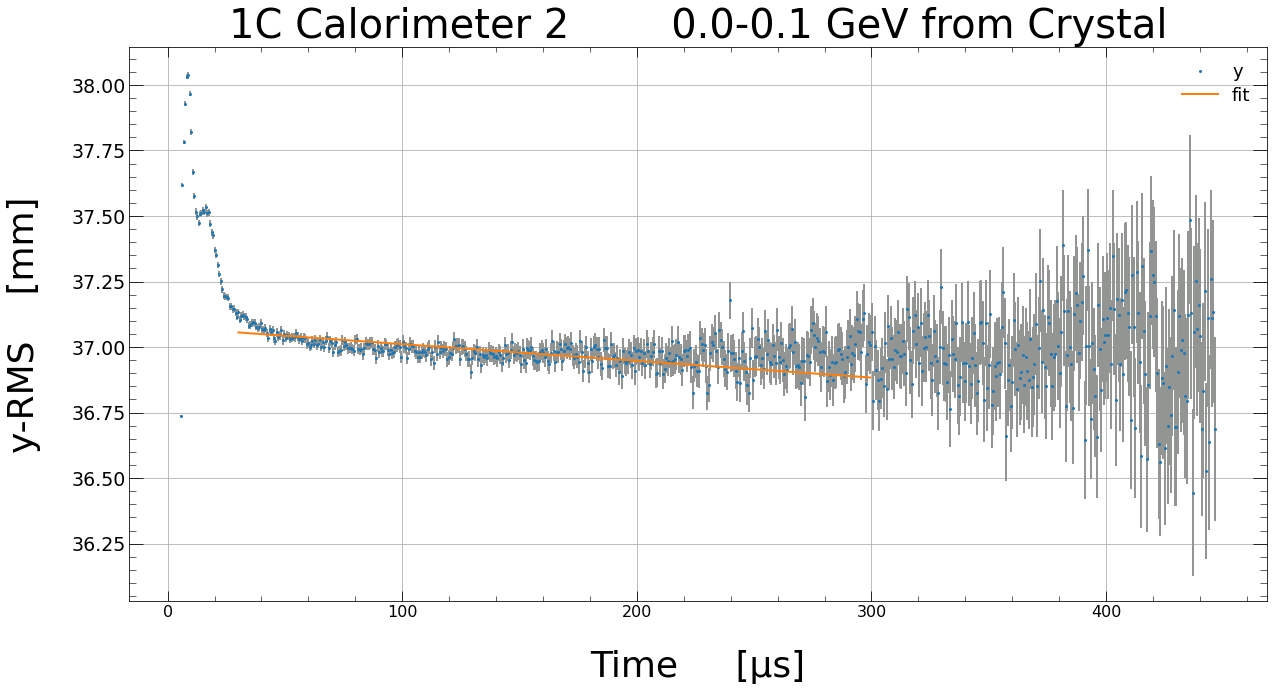 1C Calorimeter 2 0.0-0.1 GeV from Crystal
y
fit
38.00
37.75
37.50
37.25
37.00
36.75
36.50
36.25
y-RMS [mm]
0 100 200 300 400
Time [µs]